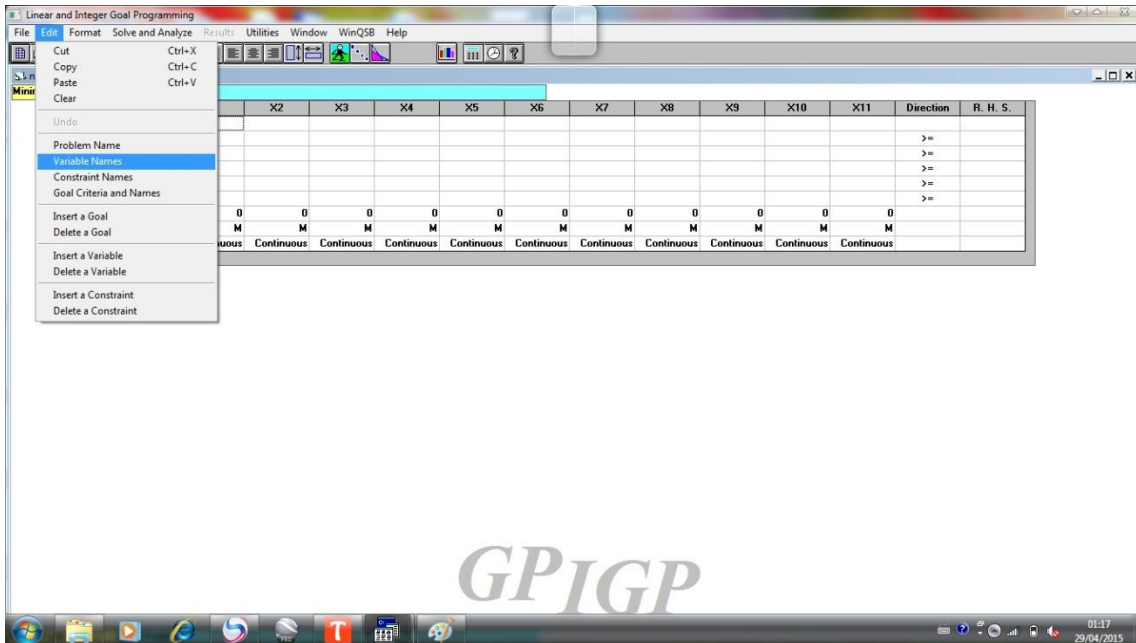 Linear and Integer Goal Programming
File Edit Format Solve and Analyze Results Utilities Window WinQSB Help
Cut Ctrl+X
Copy Ctrl+C
Paste Ctrl+V
Clear
Undo
Problem Name
Variable Names
Constraint Names
Goal Criteria and Names
Insert a Goal
Delete a Goal
Insert a Variable
Delete a Variable
Insert a Constraint
Delete a Constraint
X2 X3 X4 X5 X6 X7 X8 X9 X10 X11 Direction R. H. S.
>=
>=
>=
>=
>=
0 0 0 0 0 0 0 0 0 0 0
M M M M M M M M M M M
Continuous Continuous Continuous Continuous Continuous Continuous Continuous Continuous Continuous Continuous
GPIGP
01:17
29/04/2015